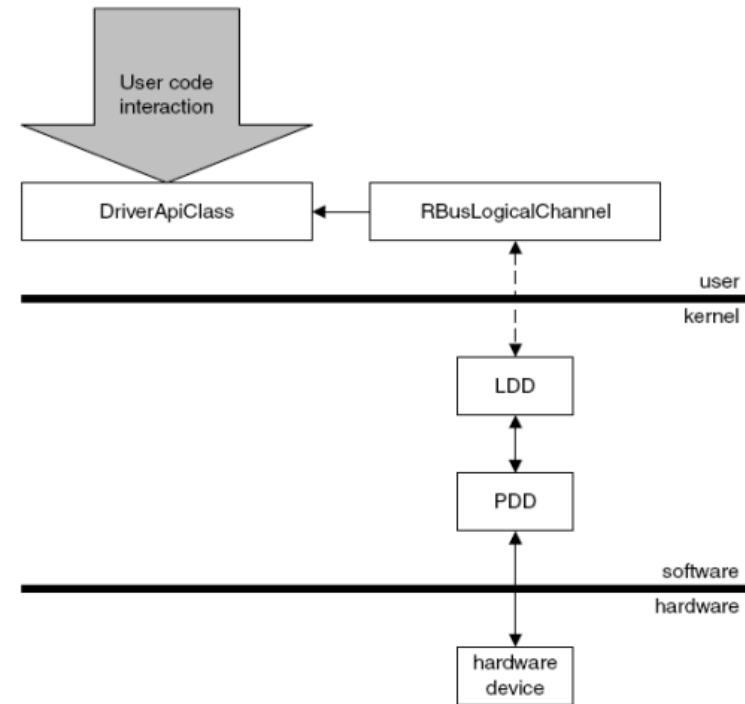 User code
interaction
DriverApiClass
RBusLogicalChannel
user
kernel
LDD
PDD
software
hardware
hardware
device